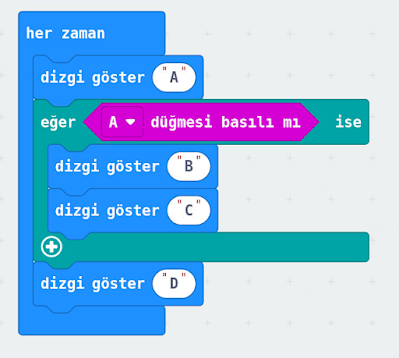 her zaman
dizgi göster "A"
eğer A düğmesi basılı mı ise
dizgi göster "B"
dizgi göster "C"
dizgi göster "D"